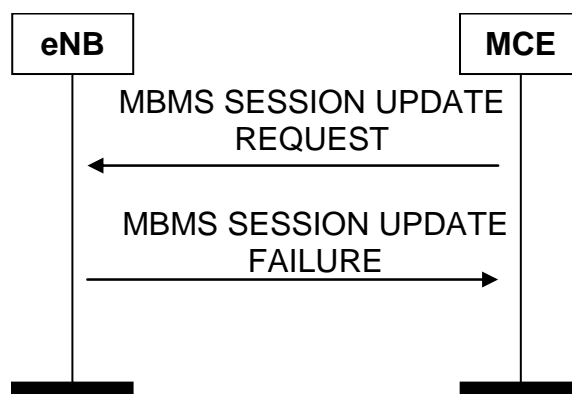 eNB
MCE
MBMS SESSION UPDATE
REQUEST
MBMS SESSION UPDATE
FAILURE